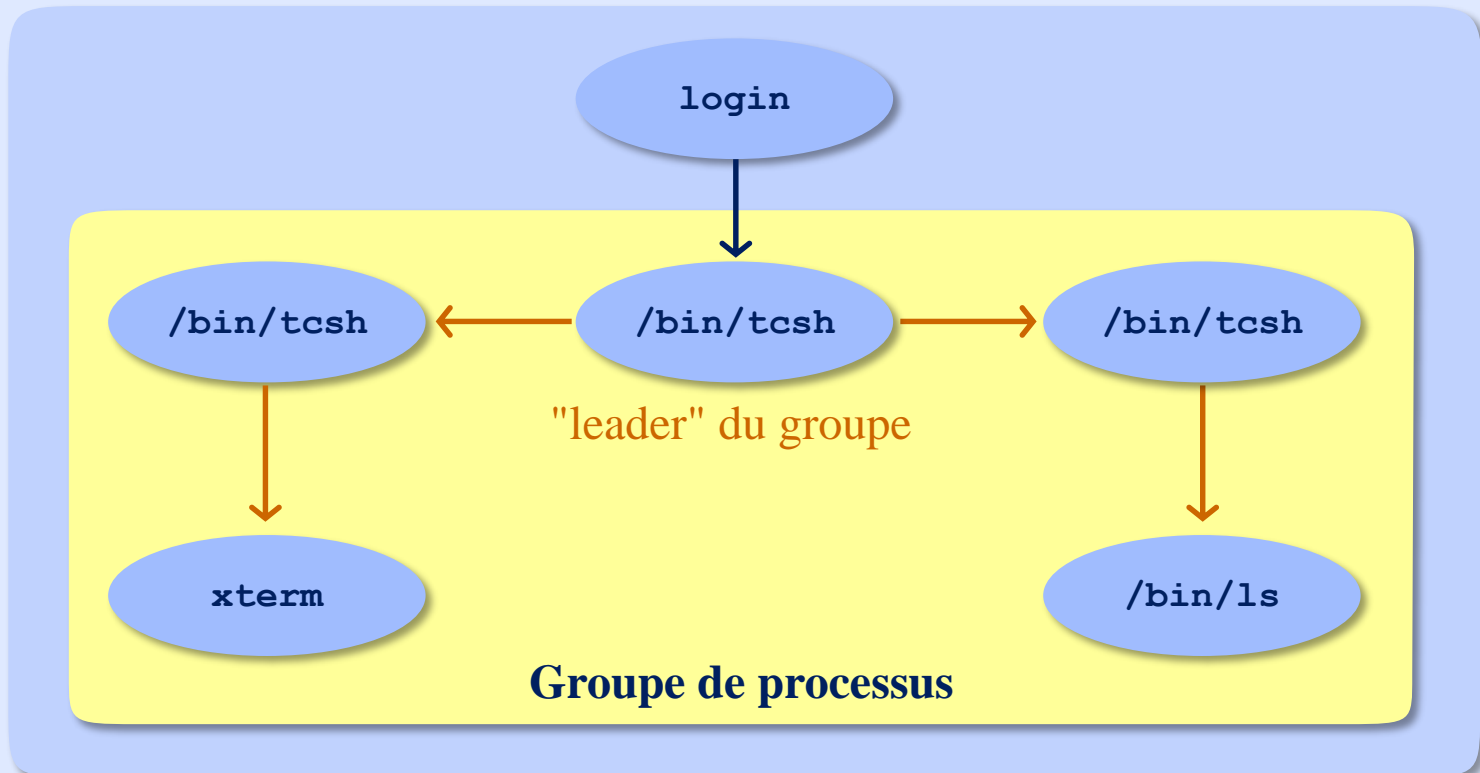 login
/bin/tcsh
/bin/tcsh
/bin/tcsh
"leader" du groupe
xterm
/bin/ls
Groupe de processus